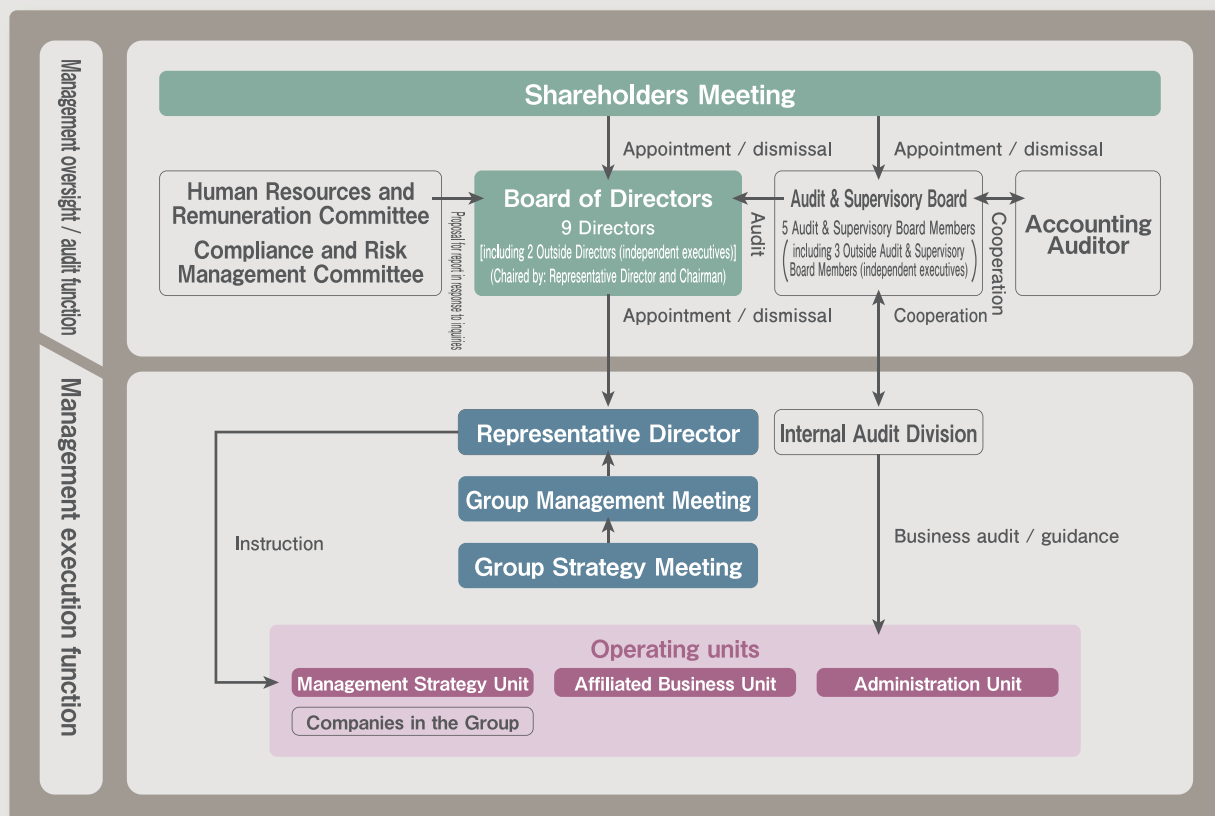 Management oversight / audit function
Shareholders Meeting
Appointment / dismissal
Appointment / dismissal
Human Resources and
Remuneration Committee
Compliance and Risk
Management Committee
Proposal for report in response to inquiries
Board of Directors
9 Directors
[including 2 Outside Directors (independent executives)]
(Chaired by: Representative Director and Chairman)
Audit
Audit & Supervisory Board
5 Audit & Supervisory Board Members
(including 3 Outside Audit & Supervisory
Board Members (independent executives))
Cooperation
Accounting
Auditor
Appointment / dismissal
Cooperation
Management execution function
Representative Director
Internal Audit Division
Group Management Meeting
Instruction
Business audit / guidance
Group Strategy Meeting
Operating units
Management Strategy Unit
Affiliated Business Unit
Administration Unit
Companies in the Group